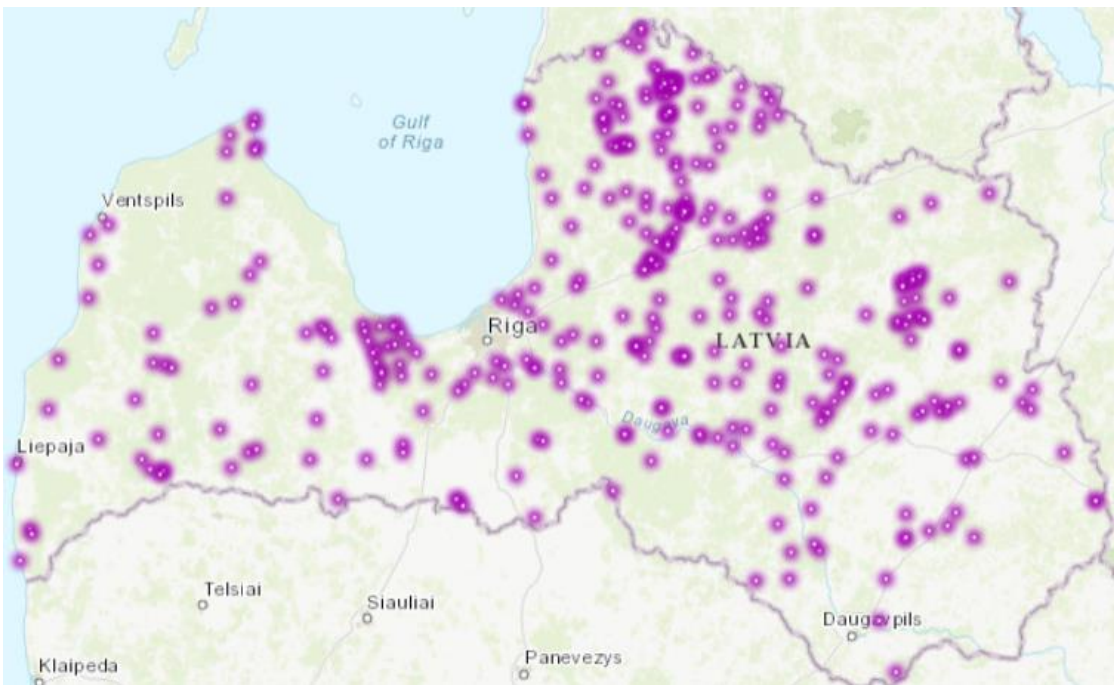 Gulf
of Riga
Ventspils
Riga
LATVIA
Daugava
Liepaja
Telsiai
Siauliai
Daugavpils
Panevezys
Klaipeda